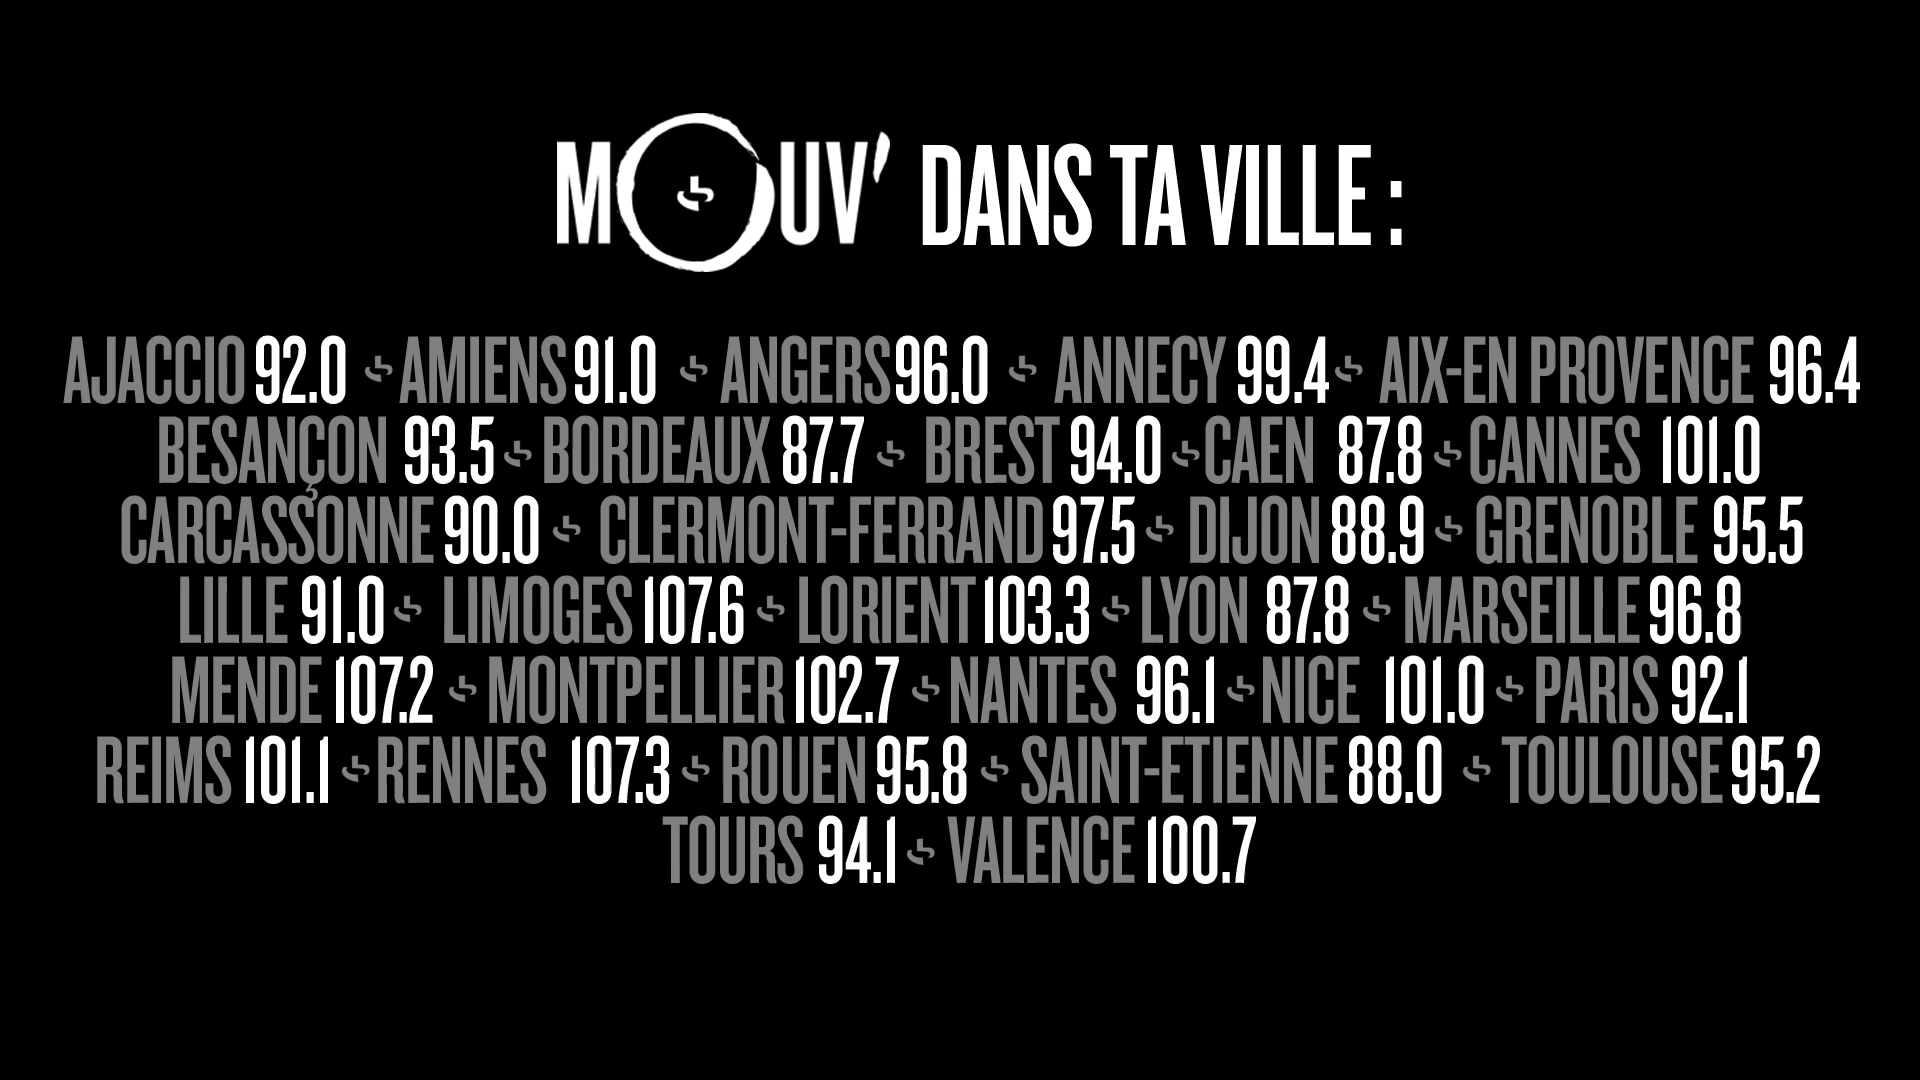 MOUV' DANS TA VILLE :
AJACCIO 92.0 AMIENS 91.0 ANGERS 96.0 ANNECY 99.4 AIX-EN PROVENCE 96.4
BESANÇON 93.5 BORDEAUX 87.7 BREST 94.0 CAEN 87.8 CANNES 101.0
CARCASSONNE 90.0 CLERMONT-FERRAND 97.5 DIJON 88.9 GRENOBLE 95.5
LILLE 91.0 LIMOGES 107.6 LORIENT 103.3 LYON 87.8 MARSEILLE 96.8
MENDE 107.2 MONTPELLIER 102.7 NANTES 96.1 NICE 101.0 PARIS 92.1
REIMS 101.1 RENNES 107.3 ROUEN 95.8 SAINT-ETIENNE 88.0 TOULOUSE 95.2
TOURS 94.1 VALENCE 100.7